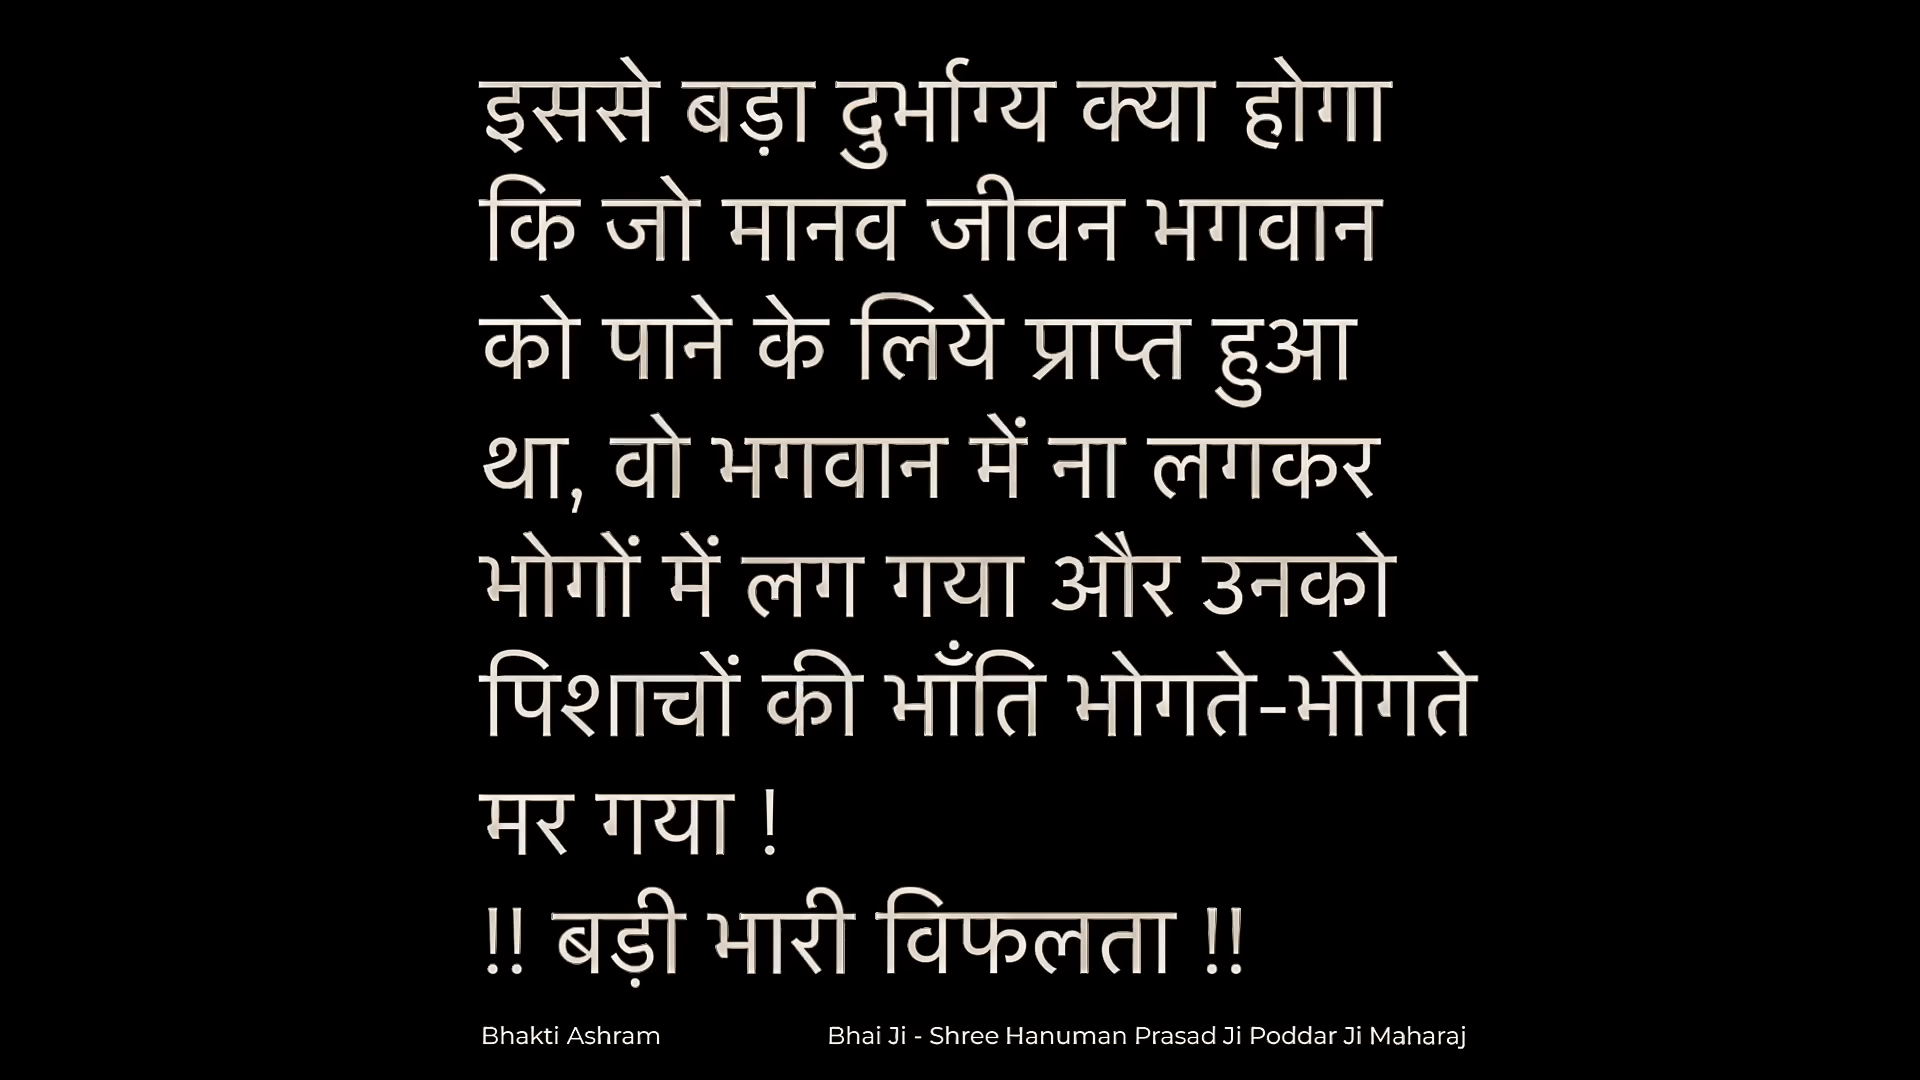 इससे बड़ा दुर्भाग्य क्या होगा
कि जो मानव जीवन भगवान
को पाने के लिये प्राप्त हुआ
था, वो भगवान में ना लगकर
भोगों में लग गया और उनको
पिशाचों की भाँति भोगते-भोगते
मर गया !
!! बड़ी भारी विफलता !!
Bhakti Ashram
Bhai Ji - Shree Hanuman Prasad Ji Poddar Ji Maharaj